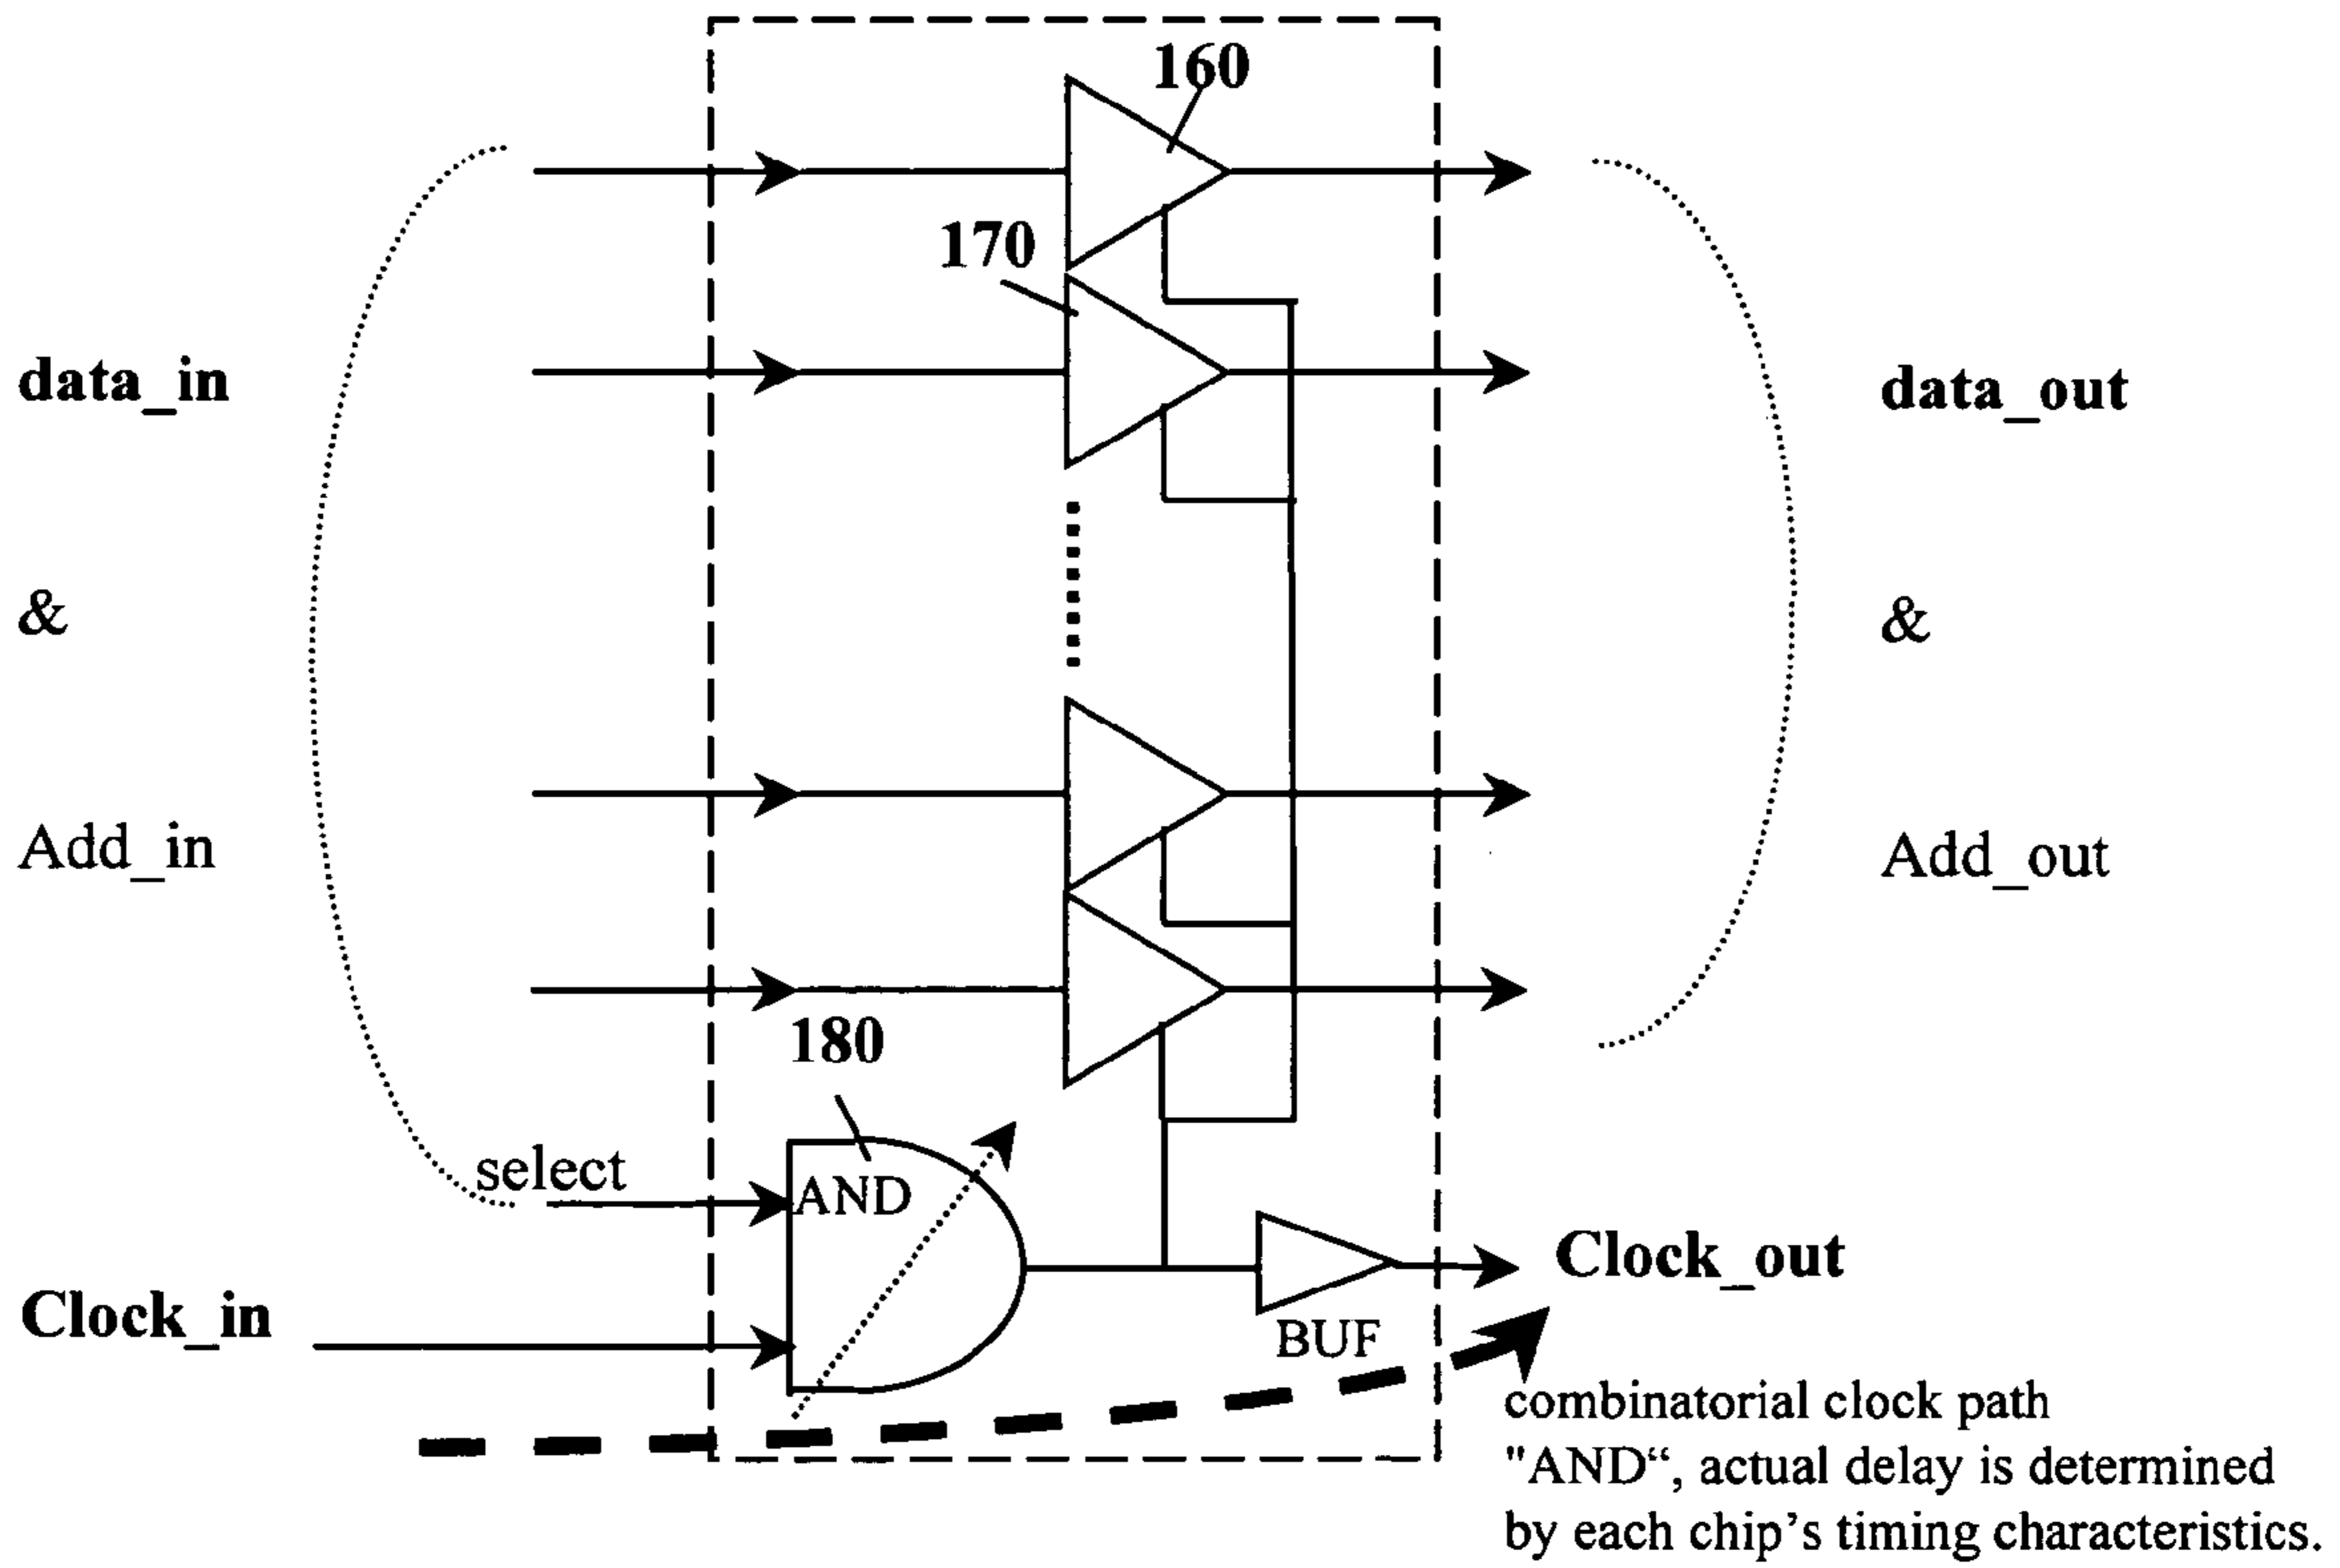 160
170
data_in
data_out
&
&
Add_in
Add_out
180
select
AND
Clock_out
Clock_in
BUF
combinatorial clock path
"AND“, actual delay is determined
by each chip’s timing characteristics.